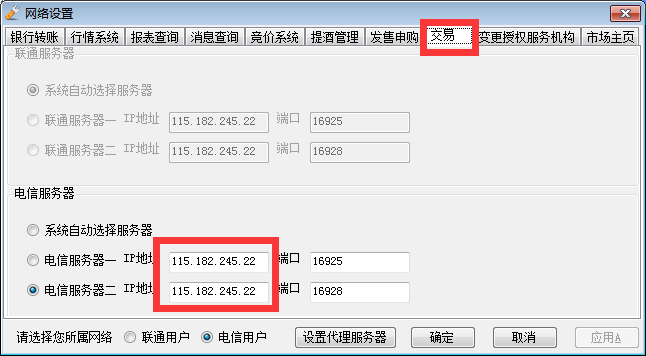 网络设置
银行转账 行情系统 报表查询 消息查询 竞价系统 提酒管理 发售申购 交易 变更授权服务机构 市场主页
联通服务器
系统自动选择服务器
联通服务器一 IP地址 115.182.245.22 端口 16925
联通服务器二 IP地址 115.182.245.22 端口 16928
电信服务器
系统自动选择服务器
电信服务器一 IP地址 115.182.245.22 端口 16925
电信服务器二 IP地址 115.182.245.22 端口 16928
请选择您所属网络 联通用户 电信用户 设置代理服务器 确定 取消 应用A